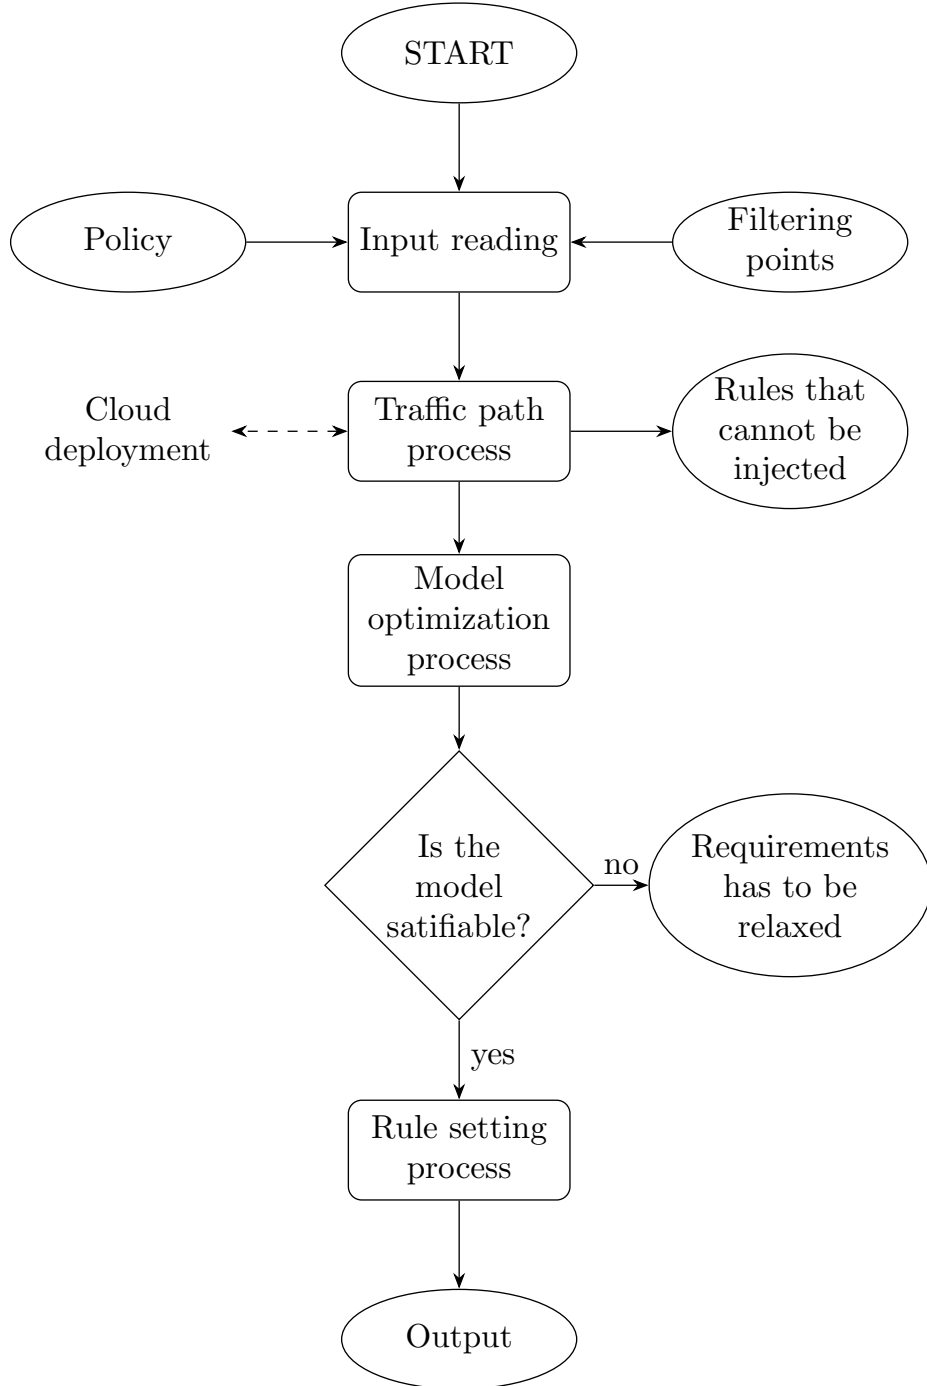 START
Policy
Input reading
Filtering
points
Cloud
deployment
Traffic path
process
Rules that
cannot be
injected
Model
optimization
process
Is the
model
satifiable?
no
Requirements
has to be
relaxed
yes
Rule setting
process
Output